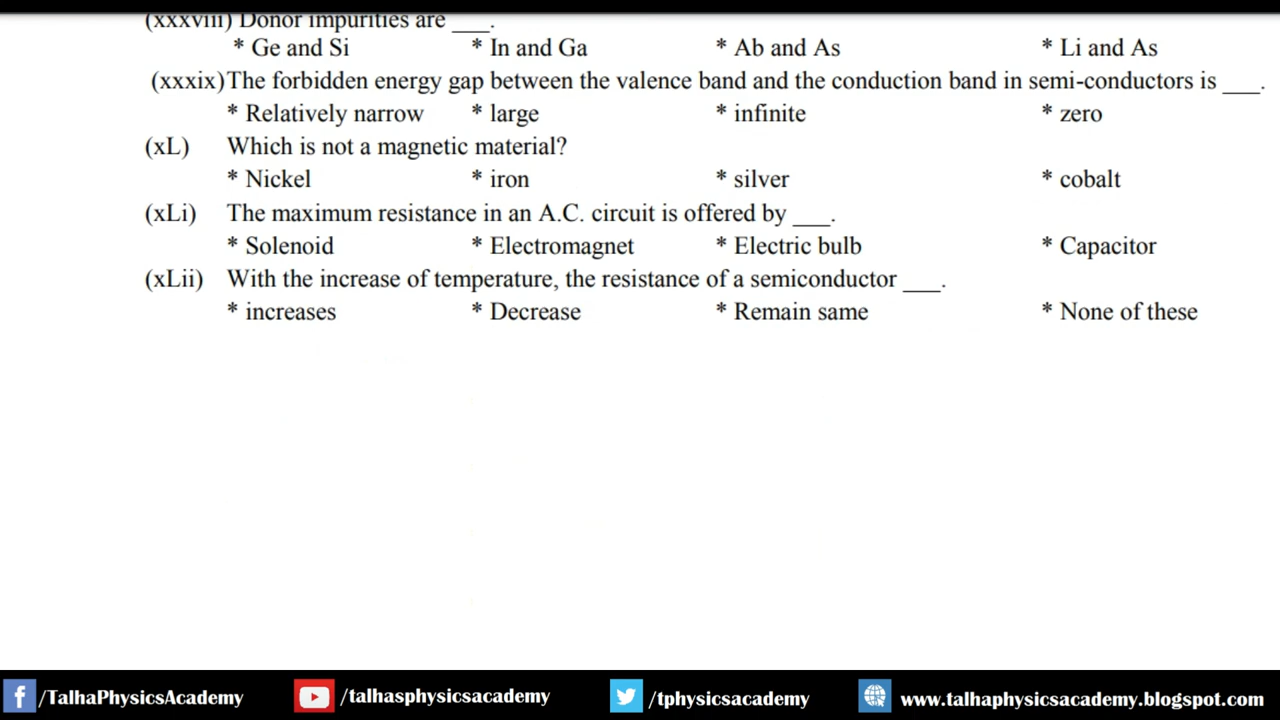 (xxxviii) Donor impurities are ___.
* Ge and Si * In and Ga * Ab and As * Li and As
(xxxix) The forbidden energy gap between the valence band and the conduction band in semi-conductors is ___.
* Relatively narrow * large * infinite * zero
(xL) Which is not a magnetic material?
* Nickel * iron * silver * cobalt
(xLi) The maximum resistance in an A.C. circuit is offered by ___.
* Solenoid * Electromagnet * Electric bulb * Capacitor
(xLii) With the increase of temperature, the resistance of a semiconductor ___.
* increases * Decrease * Remain same * None of these
/TalhaPhysicsAcademy /talhasphysicsacademy /tphysicsacademy www.talhaphysicsacademy.blogspot.com